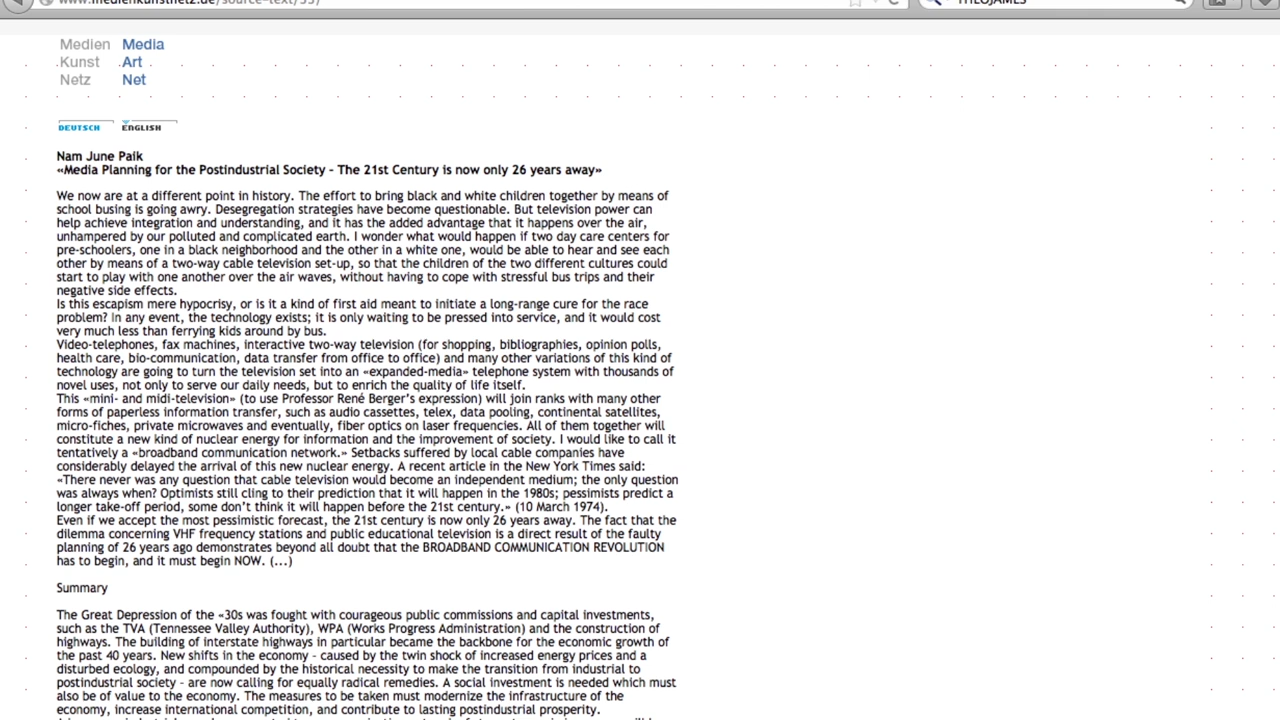 www.medienkunstnetz.de/source-text/33/
THEOJAMES
Medien Media
Kunst Art
Netz Net
DEUTSCH ENGLISH
Nam June Paik
«Media Planning for the Postindustrial Society - The 21st Century is now only 26 years away»
We now are at a different point in history. The effort to bring black and white children together by means of
school busing is going awry. Desegregation strategies have become questionable. But television power can
help achieve integration and understanding, and it has the added advantage that it happens over the air,
unhampered by our polluted and complicated earth. I wonder what would happen if two day care centers for
pre-schoolers, one in a black neighborhood and the other in a white one, would be able to hear and see each
other by means of a two-way cable television set-up, so that the children of the two different cultures could
start to play with one another over the air waves, without having to cope with stressful bus trips and their
negative side effects.
Is this escapism mere hypocrisy, or is it a kind of first aid meant to initiate a long-range cure for the race
problem? In any event, the technology exists; it is only waiting to be pressed into service, and it would cost
very much less than ferrying kids around by bus.
Video-telephones, fax machines, interactive two-way television (for shopping, bibliographies, opinion polls,
health care, bio-communication, data transfer from office to office) and many other variations of this kind of
technology are going to turn the television set into an «expanded-media» telephone system with thousands of
novel uses, not only to serve our daily needs, but to enrich the quality of life itself.
This «mini- and midi-television» (to use Professor René Berger's expression) will join ranks with many other
forms of paperless information transfer, such as audio cassettes, telex, data pooling, continental satellites,
micro-fiches, private microwaves and eventually, fiber optics on laser frequencies. All of them together will
constitute a new kind of nuclear energy for information and the improvement of society. I would like to call it
tentatively a «broadband communication network.» Setbacks suffered by local cable companies have
considerably delayed the arrival of this new nuclear energy. A recent article in the New York Times said:
«There never was any question that cable television would become an independent medium; the only question
was always when? Optimists still cling to their prediction that it will happen in the 1980s; pessimists predict a
longer take-off period, some don't think it will happen before the 21st century.» (10 March 1974).
Even if we accept the most pessimistic forecast, the 21st century is now only 26 years away. The fact that the
dilemma concerning VHF frequency stations and public educational television is a direct result of the faulty
planning of 26 years ago demonstrates beyond all doubt that the BROADBAND COMMUNICATION REVOLUTION
has to begin, and it must begin NOW. (...)
Summary
The Great Depression of the «30s was fought with courageous public commissions and capital investments,
such as the TVA (Tennessee Valley Authority), WPA (Works Progress Administration) and the construction of
highways. The building of interstate highways in particular became the backbone for the economic growth of
the past 40 years. New shifts in the economy - caused by the twin shock of increased energy prices and a
disturbed ecology, and compounded by the historical necessity to make the transition from industrial to
postindustrial society - are now calling for equally radical remedies. A social investment is needed which must
also be of value to the economy. The measures to be taken must modernize the infrastructure of the
economy, increase international competition, and contribute to lasting postindustrial prosperity.